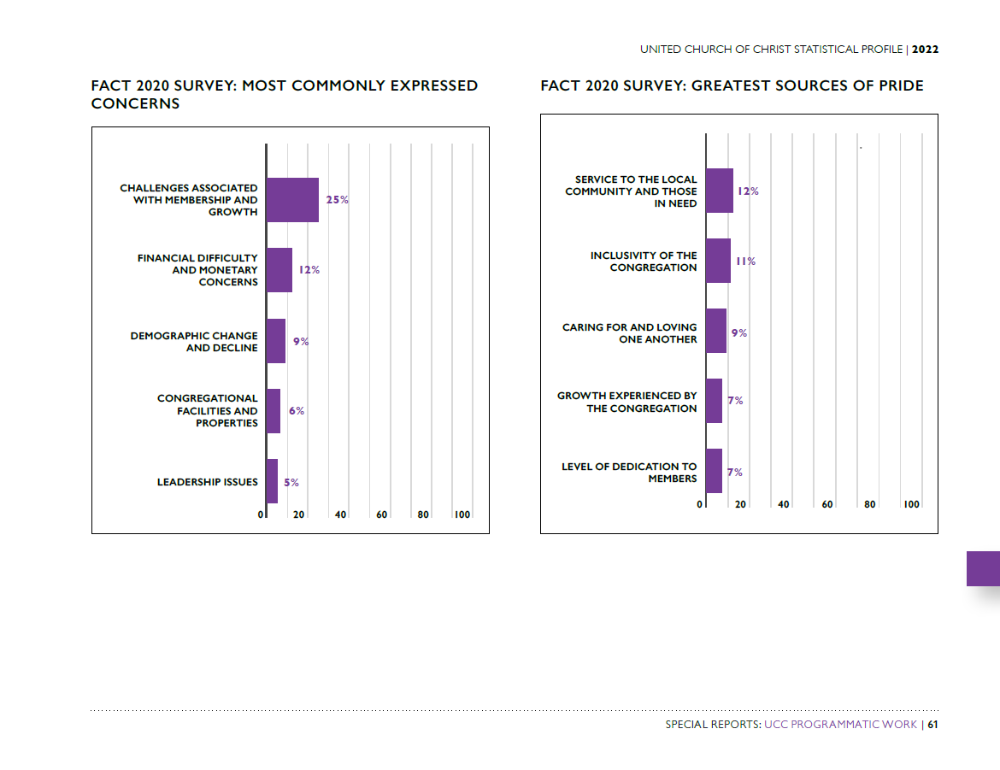 UNITED CHURCH OF CHRIST STATISTICAL PROFILE | 2022
FACT 2020 SURVEY: MOST COMMONLY EXPRESSED
CONCERNS
CHALLENGES ASSOCIATED
WITH MEMBERSHIP AND
GROWTH
25%
FINANCIAL DIFFICULTY
AND MONETARY
CONCERNS
12%
DEMOGRAPHIC CHANGE
AND DECLINE
9%
CONGREGATIONAL
FACILITIES AND
PROPERTIES
6%
LEADERSHIP ISSUES
5%
0 20 40 60 80 100
FACT 2020 SURVEY: GREATEST SOURCES OF PRIDE
SERVICE TO THE LOCAL
COMMUNITY AND THOSE
IN NEED
12%
INCLUSIVITY OF THE
CONGREGATION
11%
CARING FOR AND LOVING
ONE ANOTHER
9%
GROWTH EXPERIENCED BY
THE CONGREGATION
7%
LEVEL OF DEDICATION TO
MEMBERS
7%
0 20 40 60 80 100
SPECIAL REPORTS: UCC PROGRAMMATIC WORK | 61